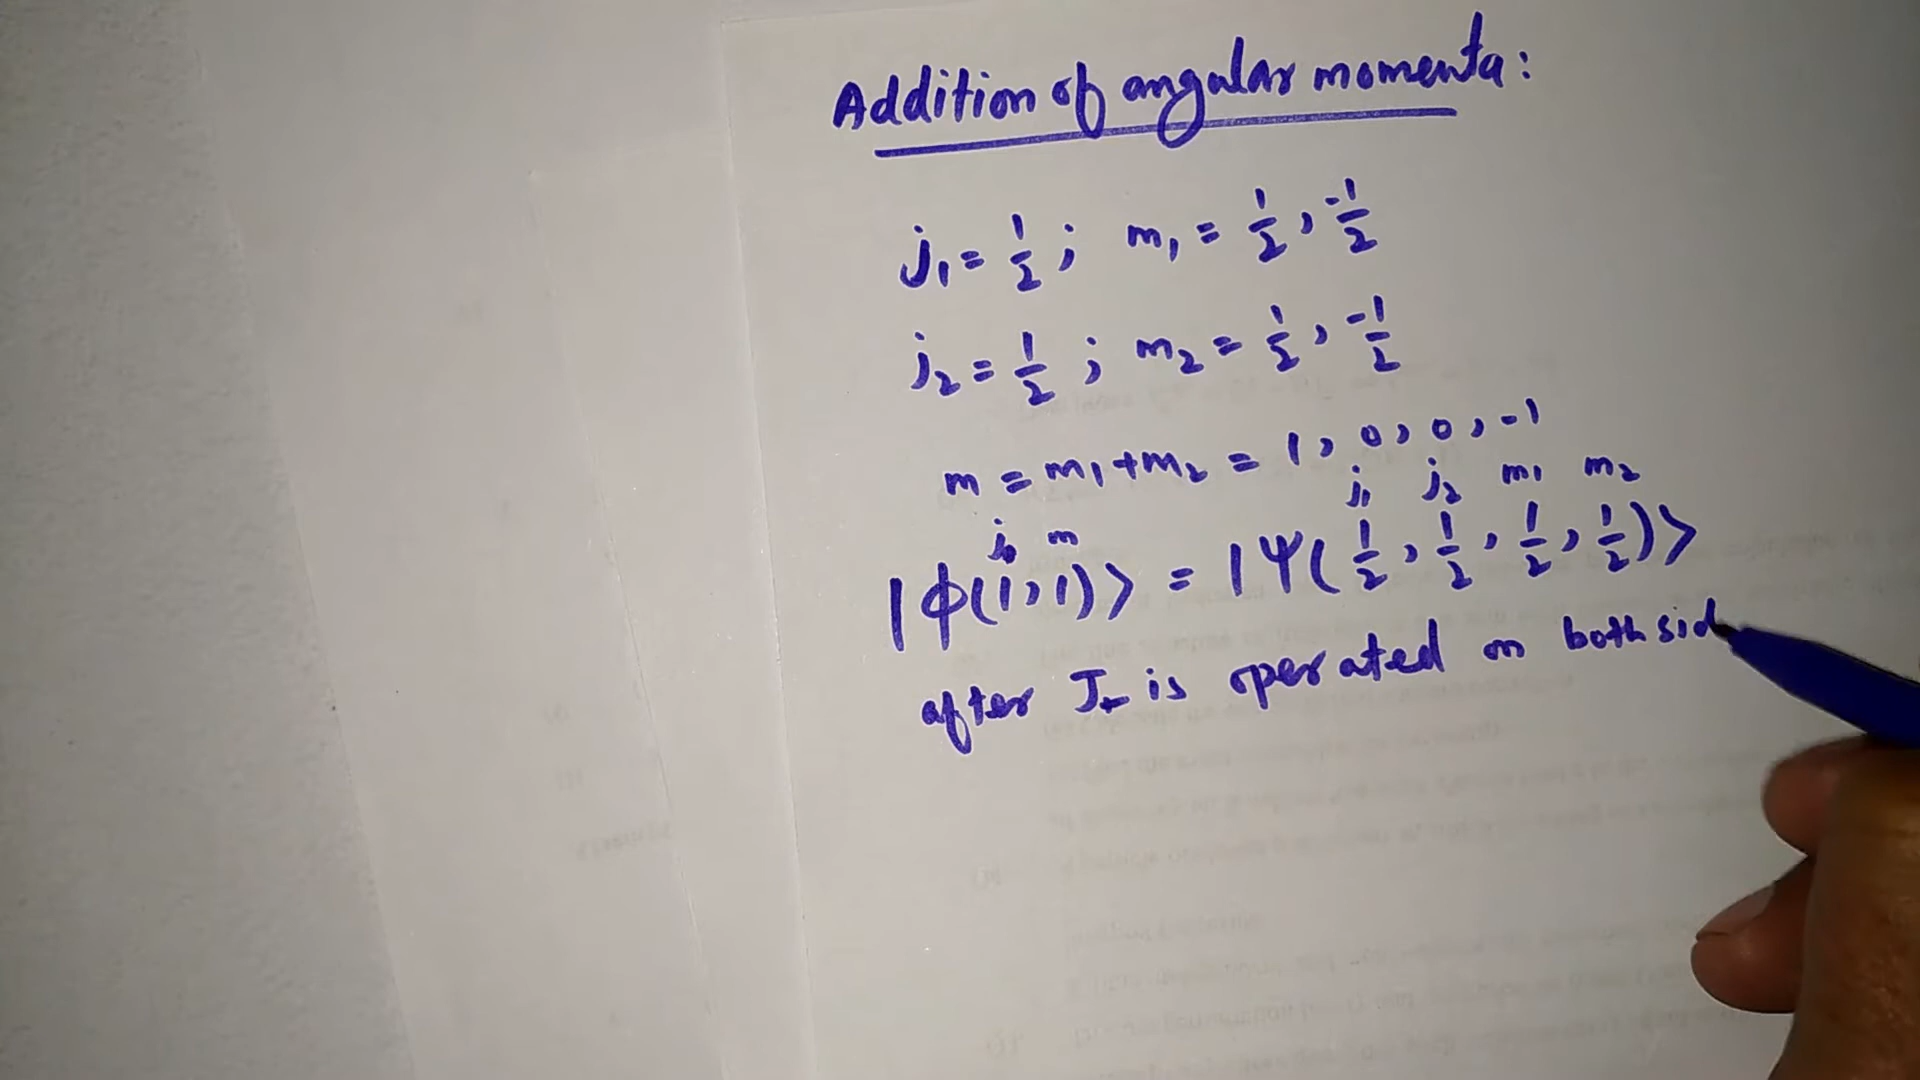 Addition of angular momenta:
j₁ = 1/2 ; m₁ = 1/2, -1/2
j₂ = 1/2 ; m₂ = 1/2, -1/2
m = m₁ + m₂ = 1, 0, 0, -1
j m j₁ j₂ m₁ m₂
|ϕ(1,1)> = |Ψ(1/2, 1/2, 1/2, 1/2)>
after J₋ is operated on both sid